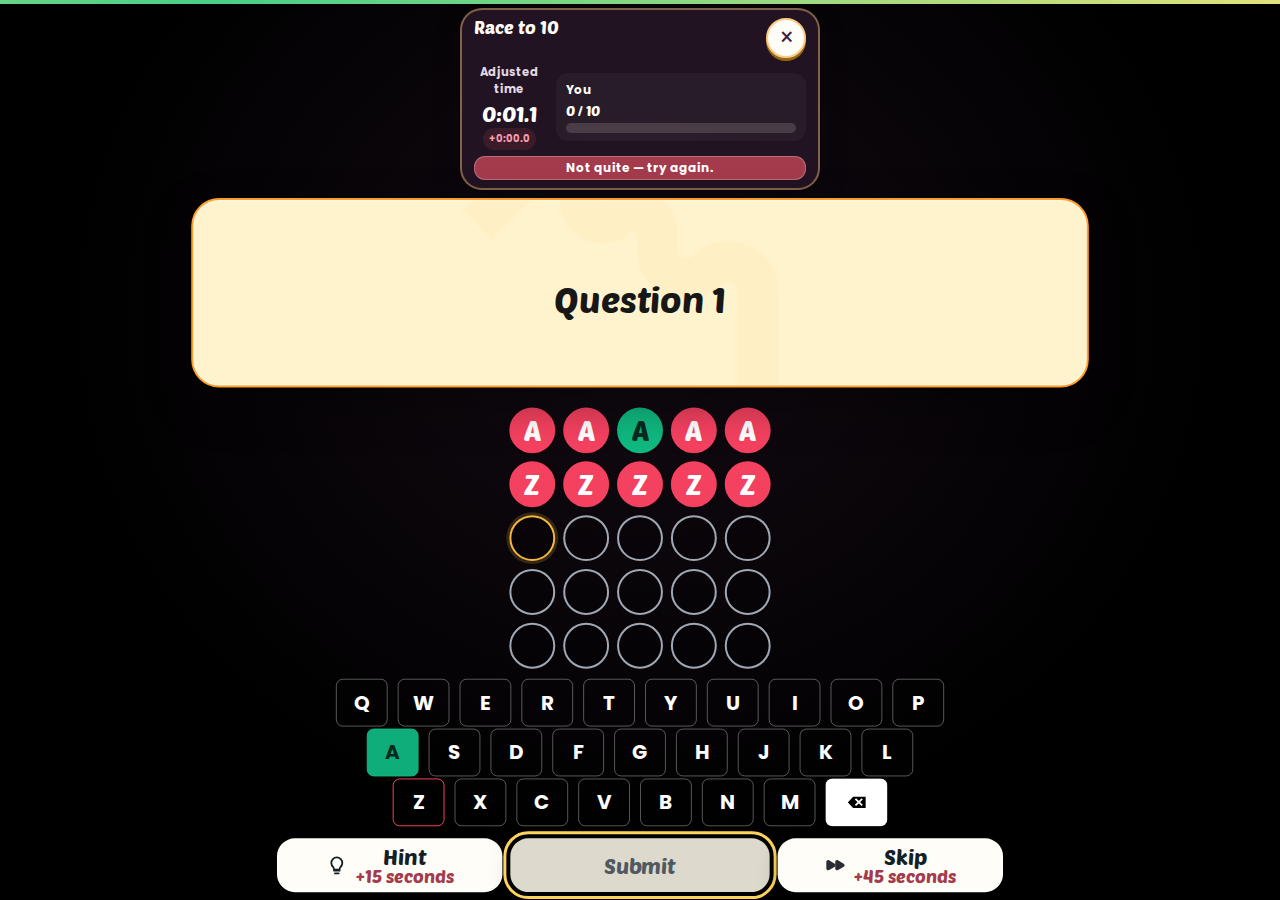 Race to 10
×
Adjusted
time
0:01.1
+0:00.0
You
0 / 10
Not quite — try again.
Question 1
A A A A A
Z Z Z Z Z
Q W E R T Y U I O P
A S D F G H J K L
Z X C V B N M
Hint
+15 seconds
Submit
Skip
+45 seconds